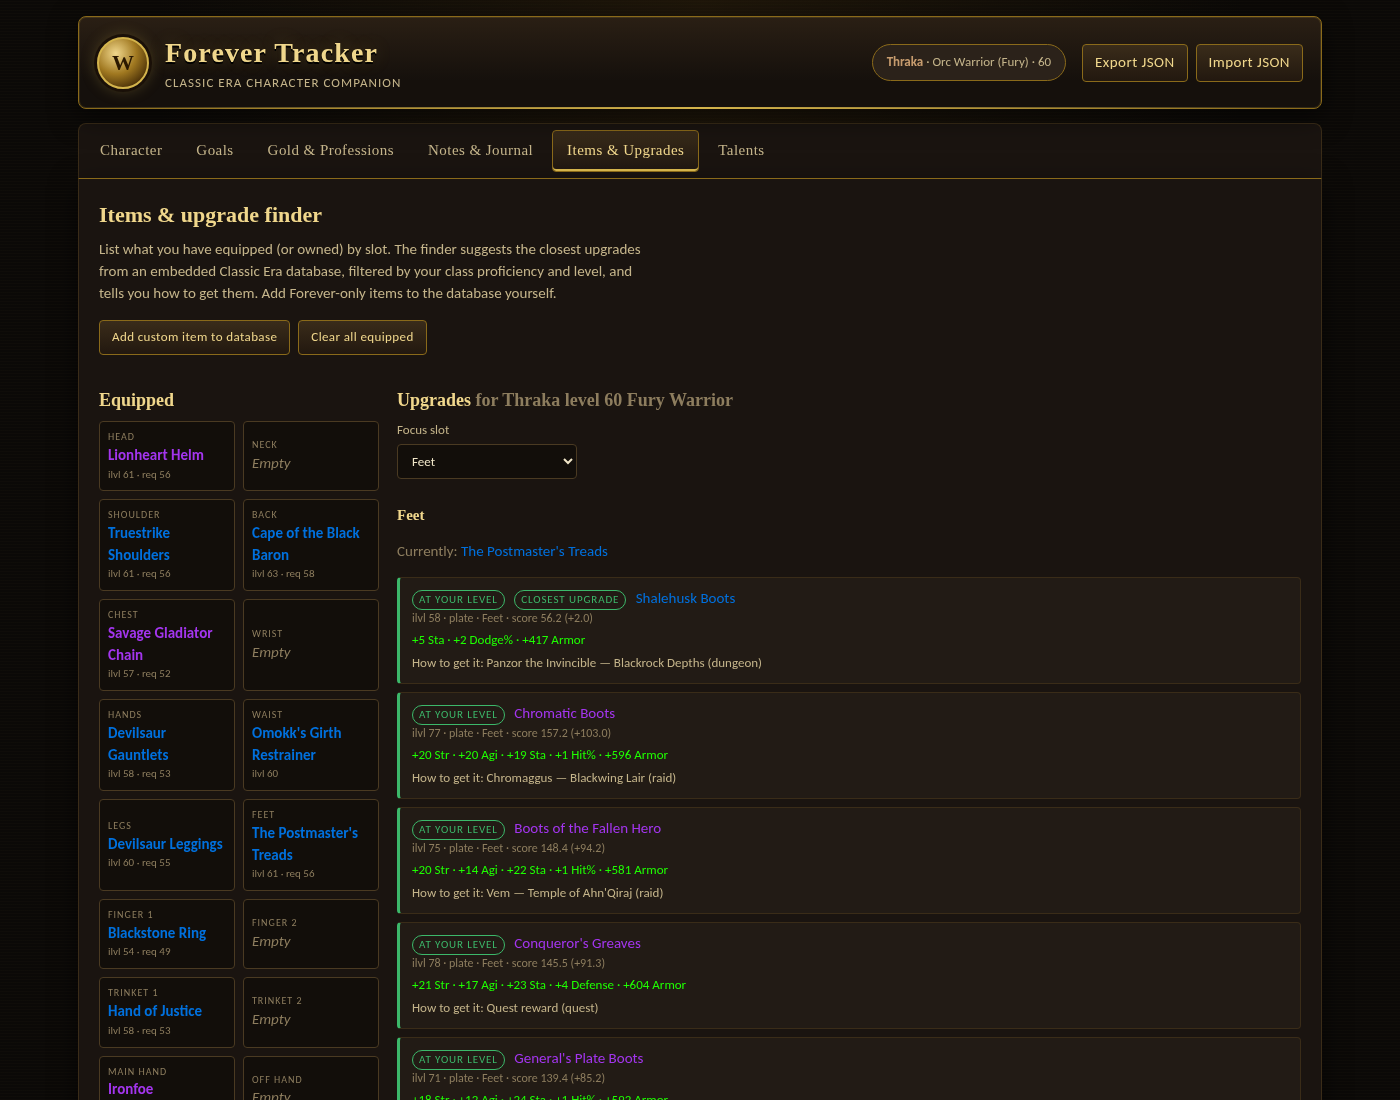 W
Forever Tracker
CLASSIC ERA CHARACTER COMPANION
Thraka · Orc Warrior (Fury) · 60
Export JSON
Import JSON
Character
Goals
Gold & Professions
Notes & Journal
Items & Upgrades
Talents
Items & upgrade finder
List what you have equipped (or owned) by slot. The finder suggests the closest upgrades
from an embedded Classic Era database, filtered by your class proficiency and level, and
tells you how to get them. Add Forever-only items to the database yourself.
Add custom item to database
Clear all equipped
Equipped
HEAD
Lionheart Helm
ilvl 61 · req 56
NECK
Empty
SHOULDER
Truestrike
Shoulders
ilvl 61 · req 56
BACK
Cape of the Black
Baron
ilvl 63 · req 58
CHEST
Savage Gladiator
Chain
ilvl 57 · req 52
WRIST
Empty
HANDS
Devilsaur
Gauntlets
ilvl 58 · req 53
WAIST
Omokk's Girth
Restrainer
ilvl 60
LEGS
Devilsaur Leggings
ilvl 60 · req 55
FEET
The Postmaster's
Treads
ilvl 61 · req 56
FINGER 1
Blackstone Ring
ilvl 54 · req 49
FINGER 2
Empty
TRINKET 1
Hand of Justice
ilvl 58 · req 53
TRINKET 2
Empty
MAIN HAND
Ironfoe
OFF HAND
Empty
Upgrades for Thraka level 60 Fury Warrior
Focus slot
Feet
Feet
Currently: The Postmaster's Treads
AT YOUR LEVEL CLOSEST UPGRADE Shalehusk Boots
ilvl 58 · plate · Feet · score 56.2 (+2.0)
+5 Sta · +2 Dodge% · +417 Armor
How to get it: Panzor the Invincible — Blackrock Depths (dungeon)
AT YOUR LEVEL Chromatic Boots
ilvl 77 · plate · Feet · score 157.2 (+103.0)
+20 Str · +20 Agi · +19 Sta · +1 Hit% · +596 Armor
How to get it: Chromaggus — Blackwing Lair (raid)
AT YOUR LEVEL Boots of the Fallen Hero
ilvl 75 · plate · Feet · score 148.4 (+94.2)
+20 Str · +14 Agi · +22 Sta · +1 Hit% · +581 Armor
How to get it: Vem — Temple of Ahn'Qiraj (raid)
AT YOUR LEVEL Conqueror's Greaves
ilvl 78 · plate · Feet · score 145.5 (+91.3)
+21 Str · +17 Agi · +23 Sta · +4 Defense · +604 Armor
How to get it: Quest reward (quest)
AT YOUR LEVEL General's Plate Boots
ilvl 71 · plate · Feet · score 139.4 (+85.2)
+18 Str · +12 Agi · +24 Sta · +1 Hit% · +592 Armor